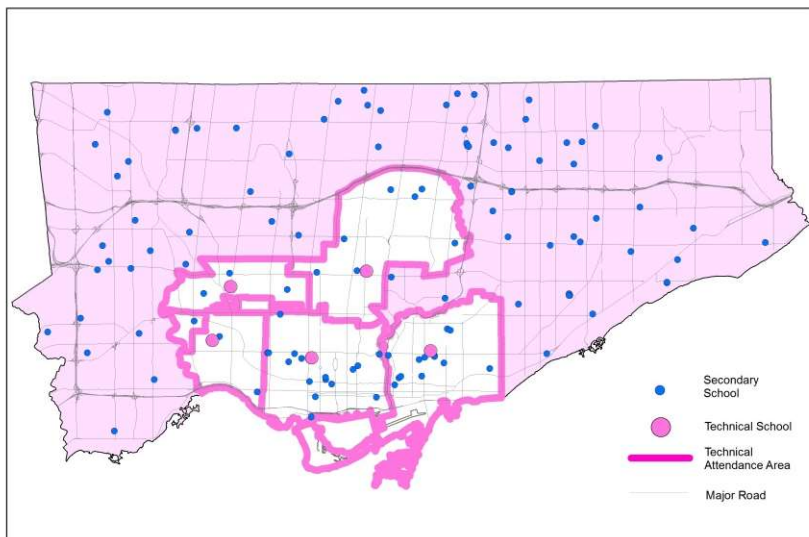 Secondary
School
Technical School
Technical
Attendance Area
Major Road